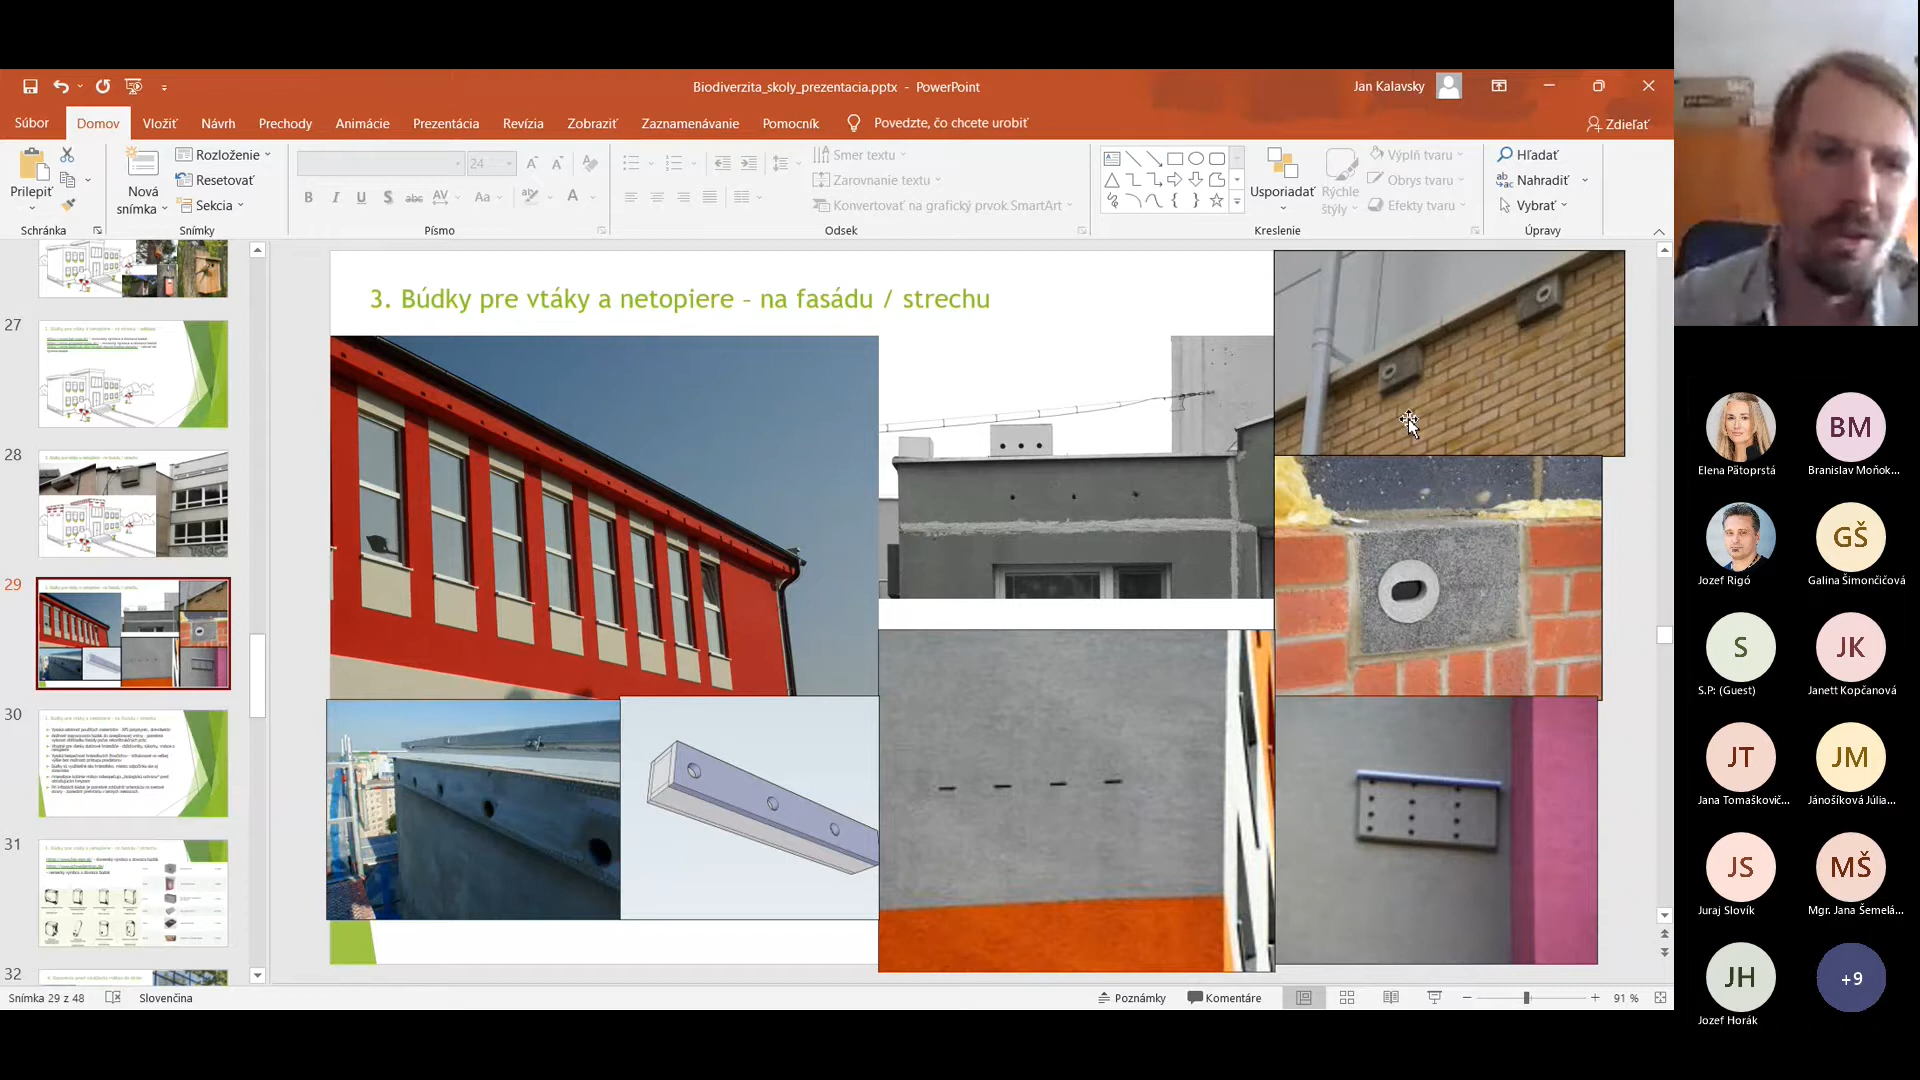 Biodiverzita_skoly_prezentacia.pptx - PowerPoint
Jan Kalavsky
Súbor
Domov
Vložiť
Návrh
Prechody
Animácie
Prezentácia
Revízia
Zobraziť
Zaznamenávanie
Pomocník
Povedzte, čo chcete urobiť
Zdieľať
Prilepiť
Nová snímka
Rozloženie
Resetovať
Sekcia
24
Smer textu
Zarovnanie textu
Konvertovať na grafický prvok SmartArt
Usporiadať
Rýchle štýly
Výplň tvaru
Obrys tvaru
Efekty tvaru
Hľadať
Nahradiť
Vybrať
Schránka
Snímky
Písmo
Odsek
Kreslenie
Úpravy
27
28
29
30
31
32
3. Búdky pre vtáky a netopiere – na fasádu / strechu
Elena Pätoprstá
BM
Branislav Moňok...
Jozef Rigó
GŠ
Galina Šimončičová
S
S.P: (Guest)
JK
Janett Kopčanová
JT
Jana Tomaškovič...
JM
Jánošíková Júlia...
JS
Juraj Slovík
MŠ
Mgr. Jana Šemelá...
JH
Jozef Horák
+9
Snímka 29 z 48
Slovenčina
Poznámky
Komentáre
91 %